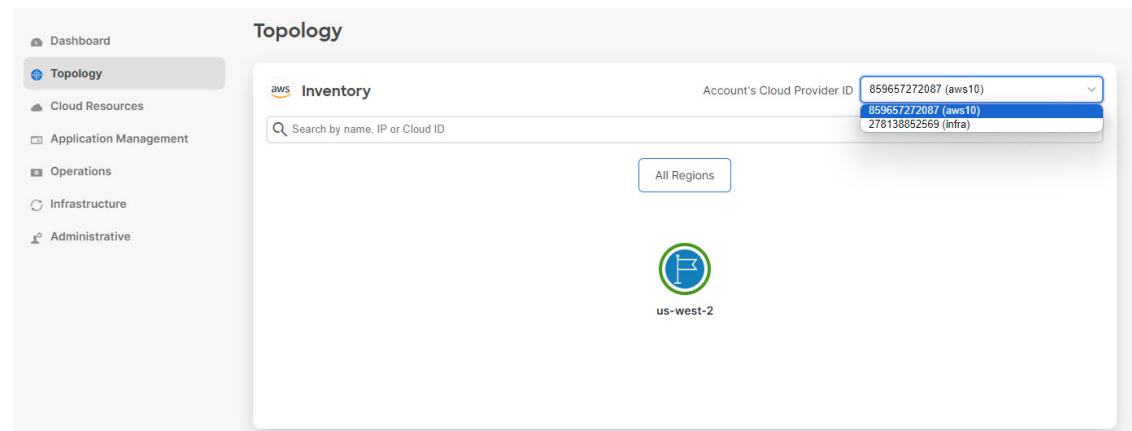 Topology
Dashboard
Topology
Cloud Resources
Application Management
Operations
Infrastructure
Administrative
aws Inventory
Account's Cloud Provider ID 859657272087 (aws10)
859657272087 (aws10)
278138852569 (infra)
Search by name, IP or Cloud ID
All Regions
us-west-2